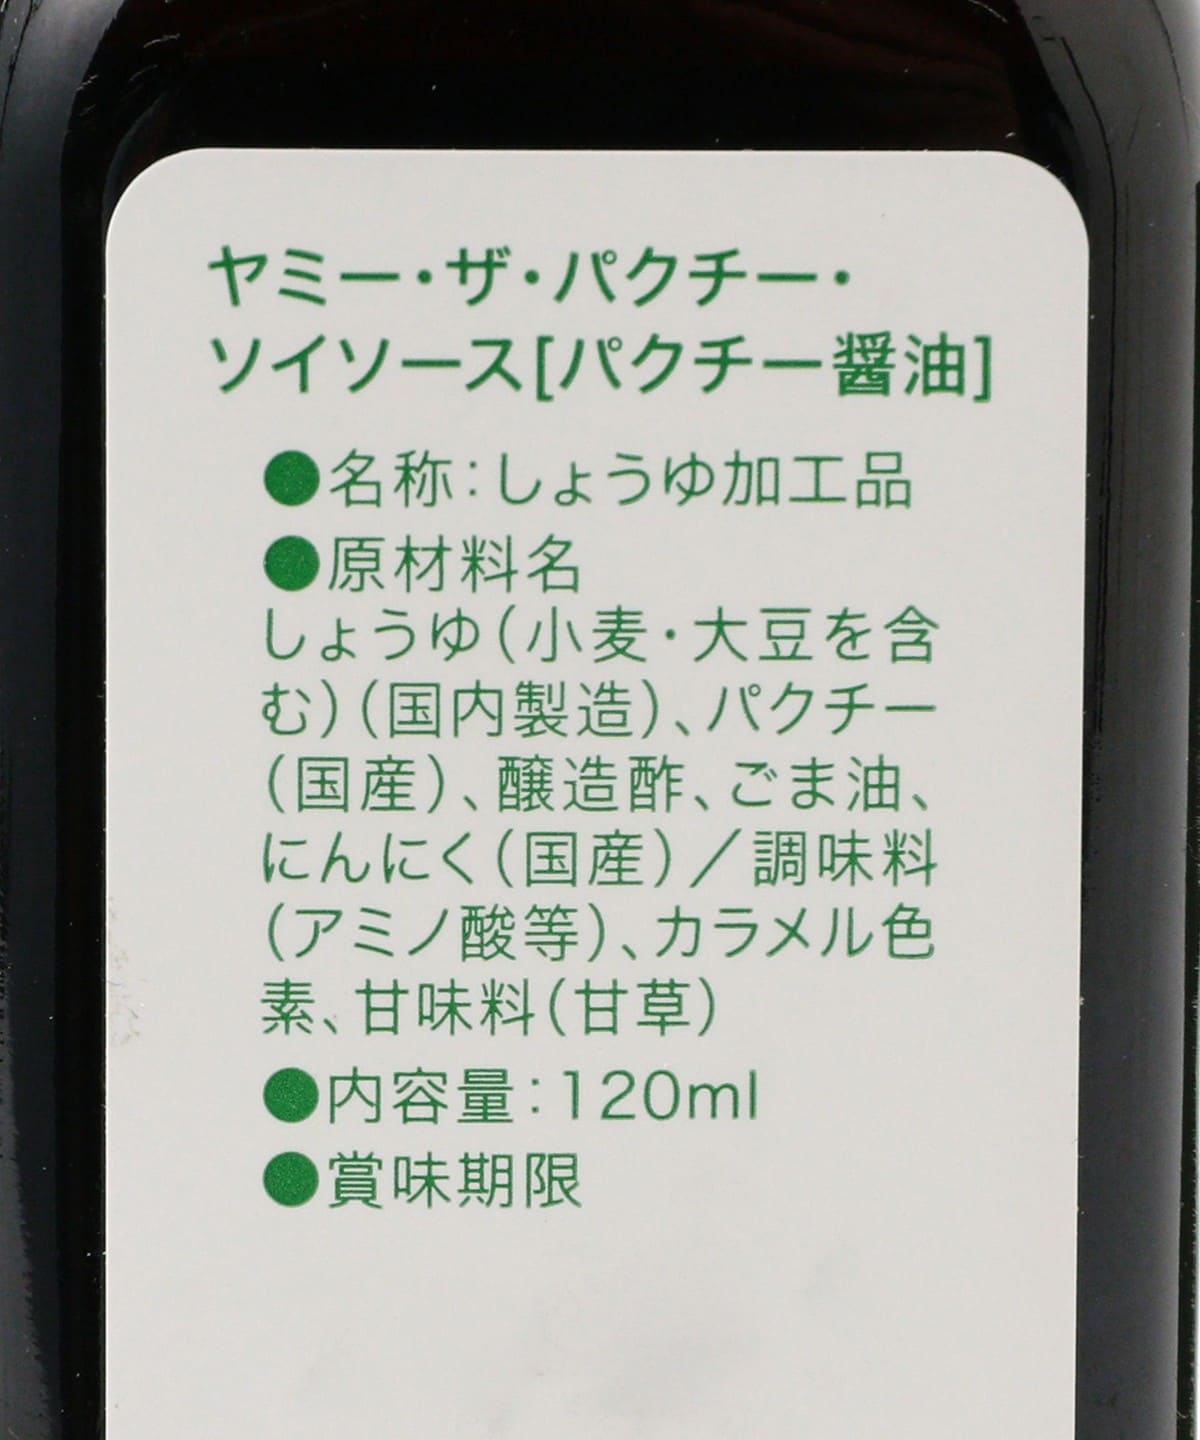 ヤミー・ザ・パクチー・
ソイソース[パクチー醤油]
●名称：しょうゆ加工品
●原材料名
しょうゆ（小麦・大豆を含
む）（国内製造）、パクチー
（国産）、醸造酢、ごま油、
にんにく（国産）／調味料
（アミノ酸等）、カラメル色
素、甘味料（甘草）
●内容量：120ml
●賞味期限